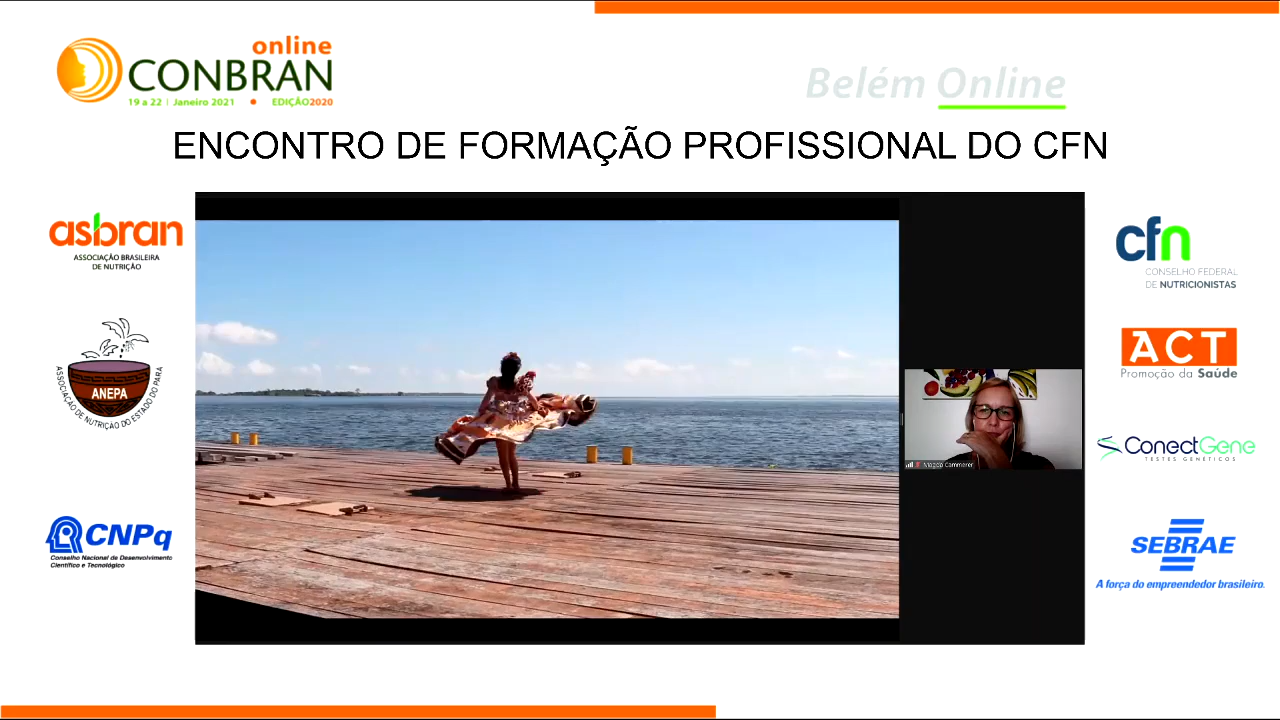 online
CONBRAN
19 a 22 | Janeiro 2021 • EDIÇÃO2020
Belém Online
ENCONTRO DE FORMAÇÃO PROFISSIONAL DO CFN
asbran
ASSOCIAÇÃO BRASILEIRA
DE NUTRIÇÃO
ANEPA
ASSOCIAÇÃO DE NUTRIÇÃO DO ESTADO DO PARÁ
CNPq
Conselho Nacional de Desenvolvimento
Científico e Tecnológico
Magda Cammerer
cfn
CONSELHO FEDERAL
DE NUTRICIONISTAS
ACT
Promoção da Saúde
ConectGene
TESTES GENÉTICOS
SEBRAE
A força do empreendedor brasileiro.